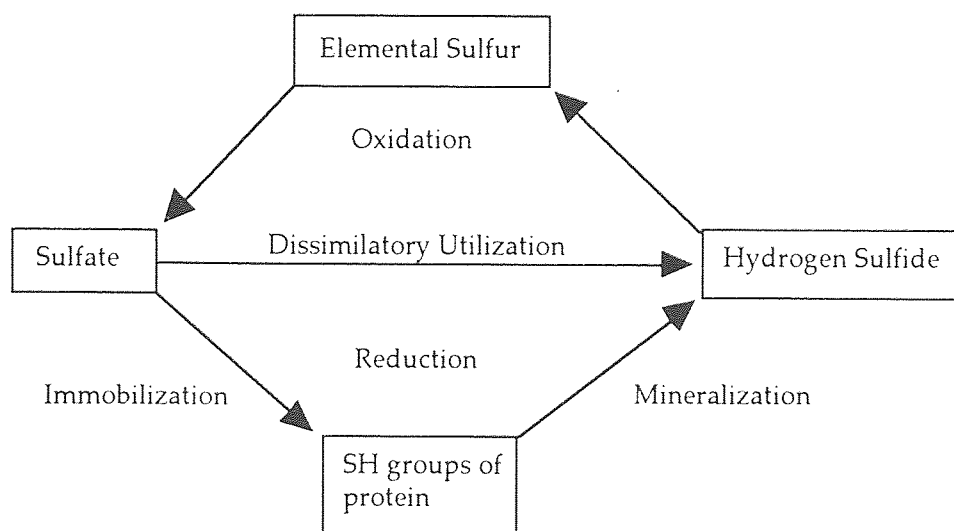 Elemental Sulfur
Oxidation
Sulfate
Dissimilatory Utilization
Hydrogen Sulfide
Reduction
Immobilization
Mineralization
SH groups of
protein